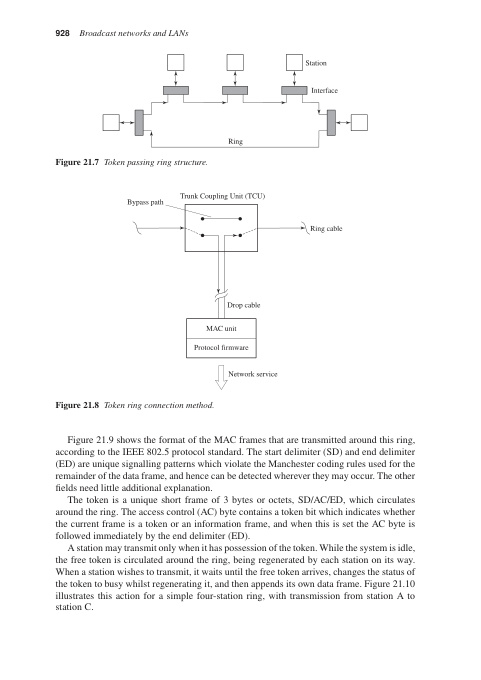 928 Broadcast networks and LANs
Station
Interface
Ring
Figure 21.7 Token passing ring structure.
Trunk Coupling Unit (TCU)
Bypass path
Ring cable
Drop cable
MAC unit
Protocol firmware
Network service
Figure 21.8 Token ring connection method.
Figure 21.9 shows the format of the MAC frames that are transmitted around this ring,
according to the IEEE 802.5 protocol standard. The start delimiter (SD) and end delimiter
(ED) are unique signalling patterns which violate the Manchester coding rules used for the
remainder of the data frame, and hence can be detected wherever they may occur. The other
fields need little additional explanation.
The token is a unique short frame of 3 bytes or octets, SD/AC/ED, which circulates
around the ring. The access control (AC) byte contains a token bit which indicates whether
the current frame is a token or an information frame, and when this is set the AC byte is
followed immediately by the end delimiter (ED).
A station may transmit only when it has possession of the token. While the system is idle,
the free token is circulated around the ring, being regenerated by each station on its way.
When a station wishes to transmit, it waits until the free token arrives, changes the status of
the token to busy whilst regenerating it, and then appends its own data frame. Figure 21.10
illustrates this action for a simple four-station ring, with transmission from station A to
station C.